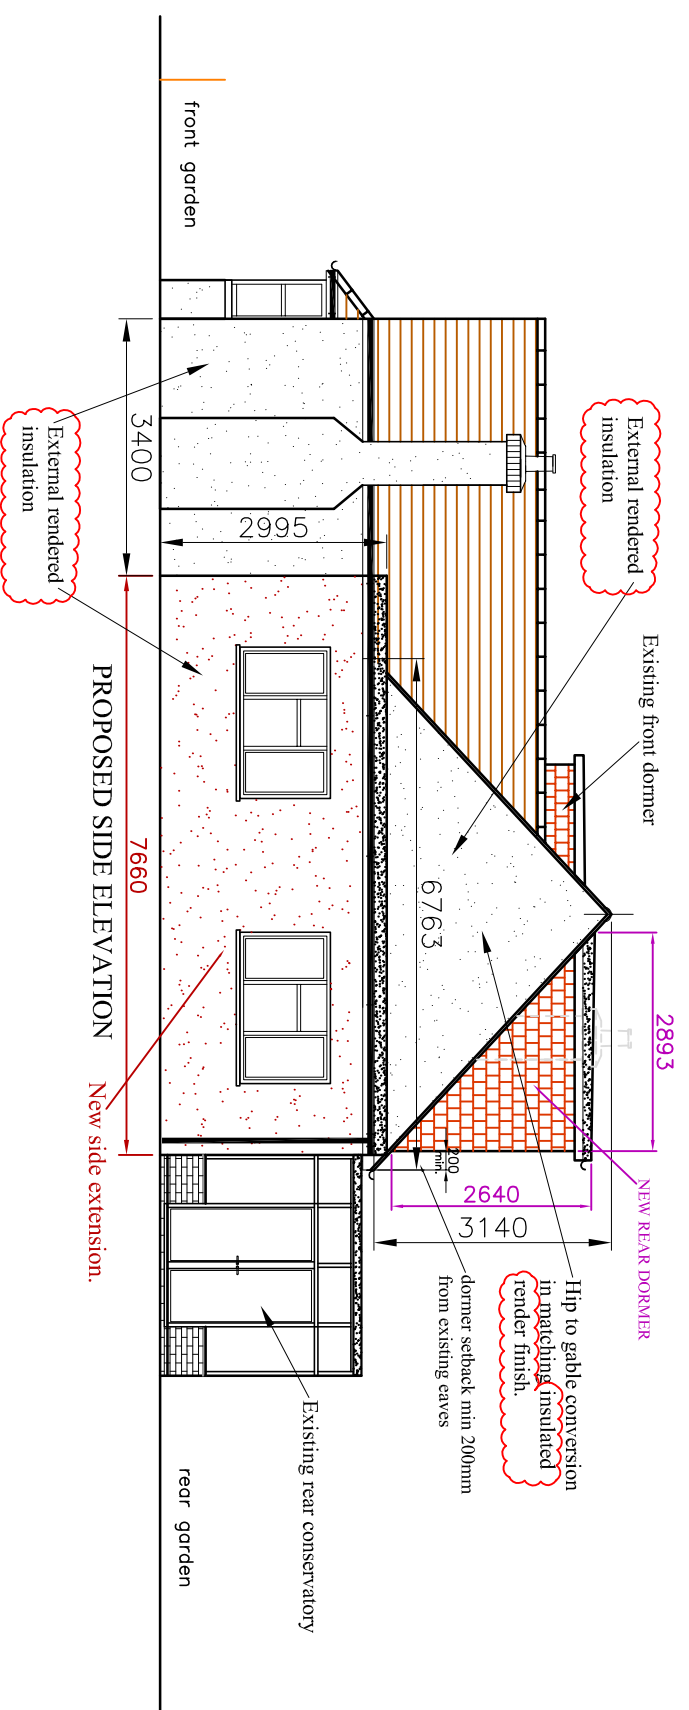 NEW REAR DORMER
2893
Existing front dormer
External rendered
insulation
Hip to gable conversion
in matching insulated
render finish.
2640
3140
dormer setback min 200mm
from existing eaves
200
min.
6763
Existing rear conservatory
2995
front garden
rear garden
3400
7660
External rendered
insulation
PROPOSED SIDE ELEVATION
New side extension.